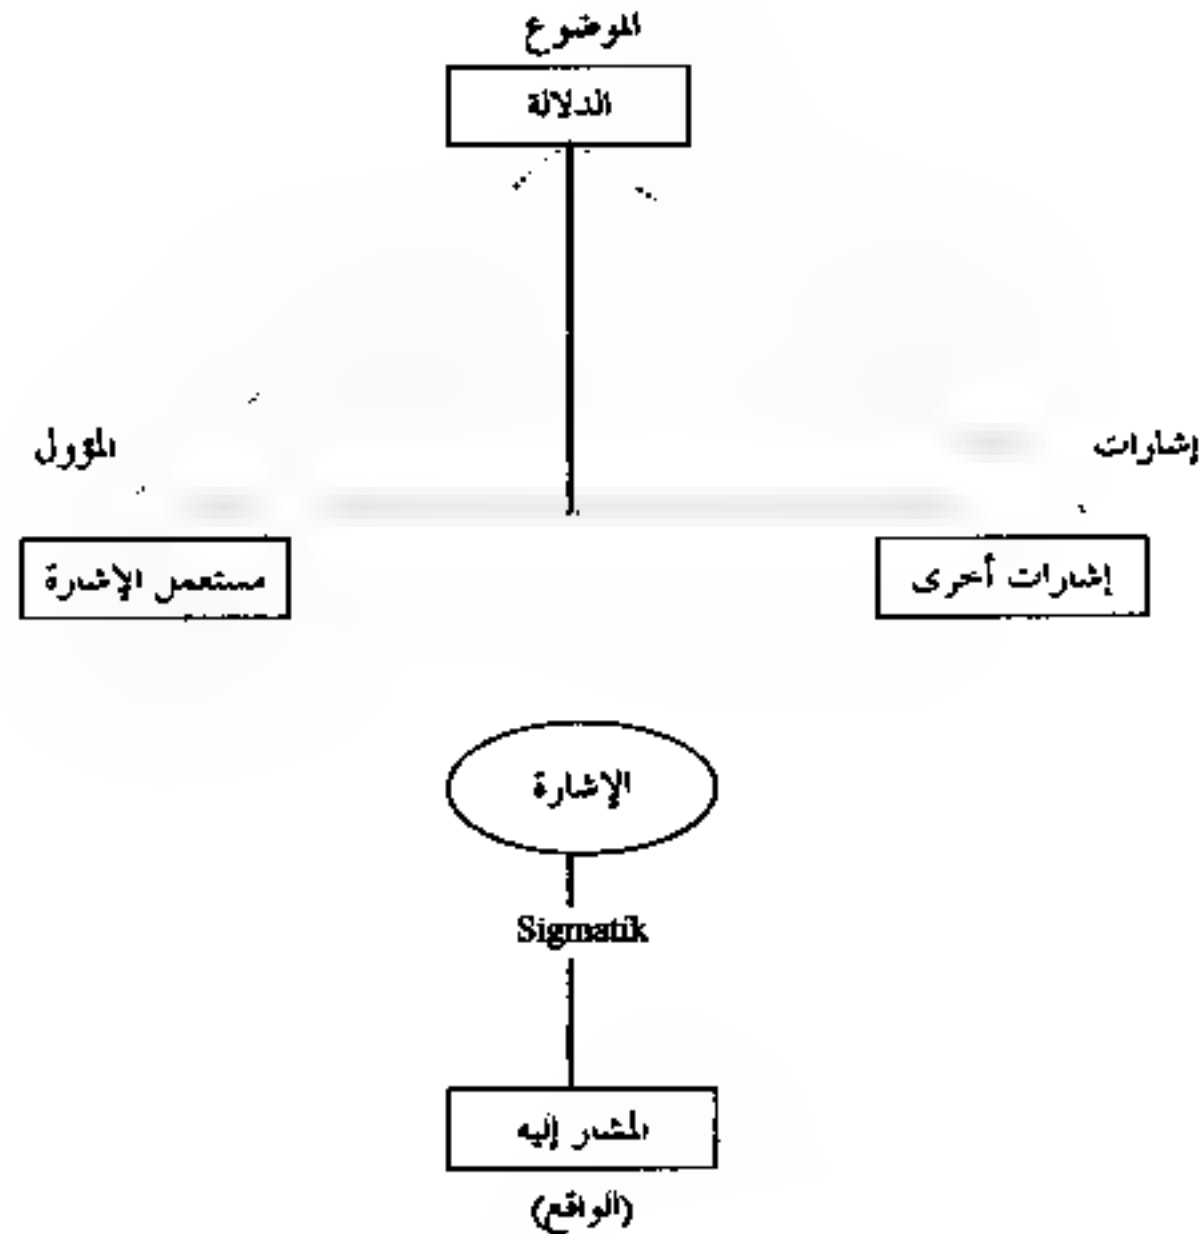 الموضوع
الدلالة
إشارات
المؤول
إشارات أخرى
مستعمل الإشارة
الإشارة
Sigmatik
المشار إليه
(الواقع)